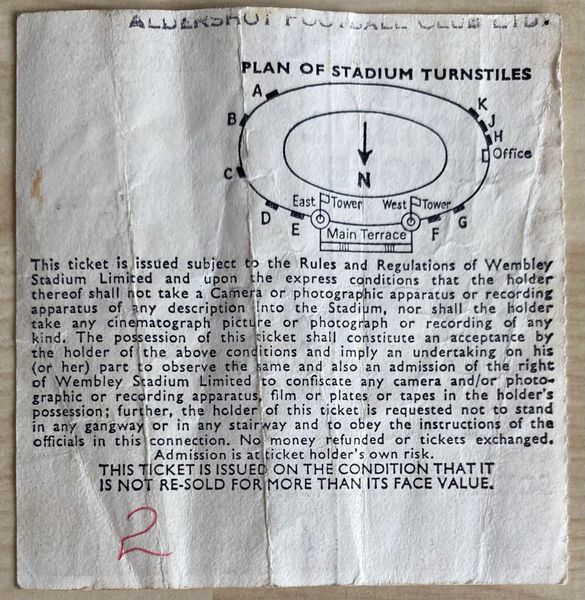 ALDERSHOT FOOTBALL CLUB LTD.
PLAN OF STADIUM TURNSTILES
A
K
B
J
H
Office
N
C
East Tower
West Tower
D
E
F
G
Main Terrace
This ticket is issued subject to the Rules and Regulations of Wembley
Stadium Limited and upon the express conditions that the holder
thereof shall not take a Camera or photographic apparatus or recording
apparatus of any description into the Stadium, nor shall the holder
take any cinematograph picture or photograph or recording of any
kind. The possession of this ticket shall constitute an acceptance by
the holder of the above conditions and imply an undertaking on his
(or her) part to observe the same and also an admission of the right
of Wembley Stadium Limited to confiscate any camera and/or photo-
graphic or recording apparatus, film or plates or tapes in the holder's
possession; further, the holder of this ticket is requested not to stand
in any gangway or in any stairway and to obey the instructions of the
officials in this connection. No money refunded or tickets exchanged.
Admission is at ticket holder's own risk.
THIS TICKET IS ISSUED ON THE CONDITION THAT IT
IS NOT RE-SOLD FOR MORE THAN ITS FACE VALUE.
2